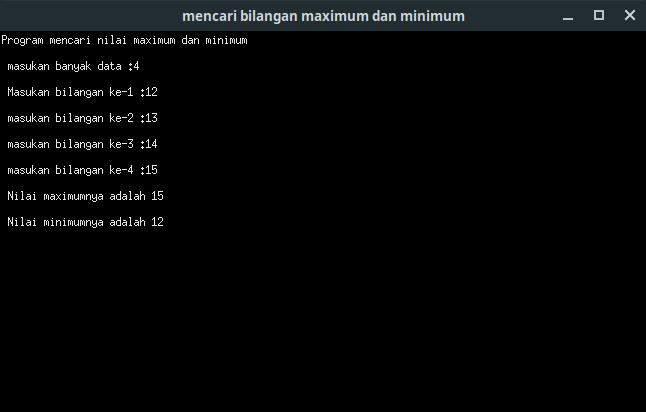 mencari bilangan maximum dan minimum
Program mencari nilai maximum dan minimum
masukan banyak data :4
Masukan bilangan ke-1 :12
masukan bilangan ke-2 :13
masukan bilangan ke-3 :14
masukan bilangan ke-4 :15
Nilai maximumnya adalah 15
Nilai minimumnya adalah 12